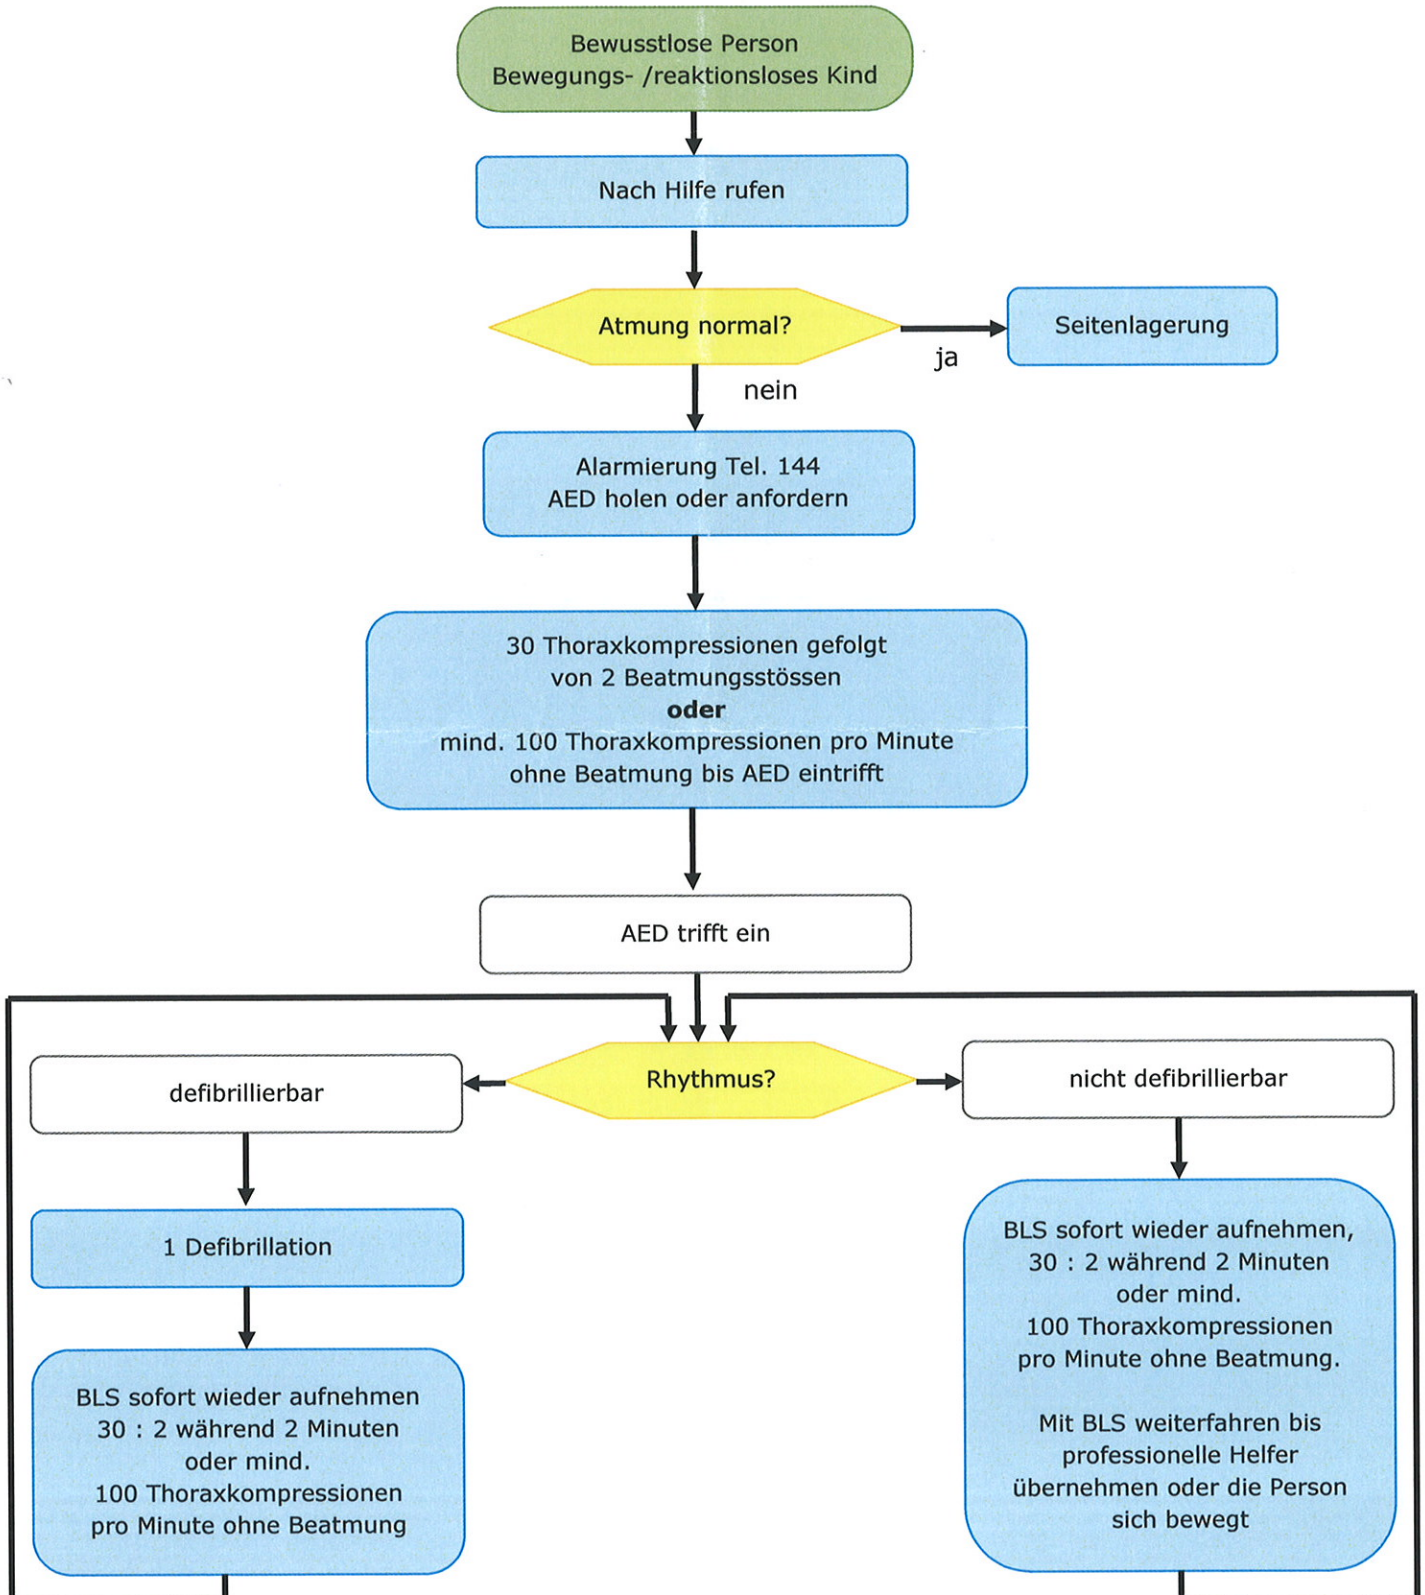 Bewusstlose Person
Bewegungs- /reaktionsloses Kind
Nach Hilfe rufen
Atmung normal?
ja
Seitenlagerung
nein
Alarmierung Tel. 144
AED holen oder anfordern
30 Thoraxkompressionen gefolgt
von 2 Beatmungsstössen
oder
mind. 100 Thoraxkompressionen pro Minute
ohne Beatmung bis AED eintrifft
AED trifft ein
Rhythmus?
defibrillierbar
1 Defibrillation
BLS sofort wieder aufnehmen
30 : 2 während 2 Minuten
oder mind.
100 Thoraxkompressionen
pro Minute ohne Beatmung
nicht defibrillierbar
BLS sofort wieder aufnehmen,
30 : 2 während 2 Minuten
oder mind.
100 Thoraxkompressionen
pro Minute ohne Beatmung.
Mit BLS weiterfahren bis
professionelle Helfer
übernehmen oder die Person
sich bewegt